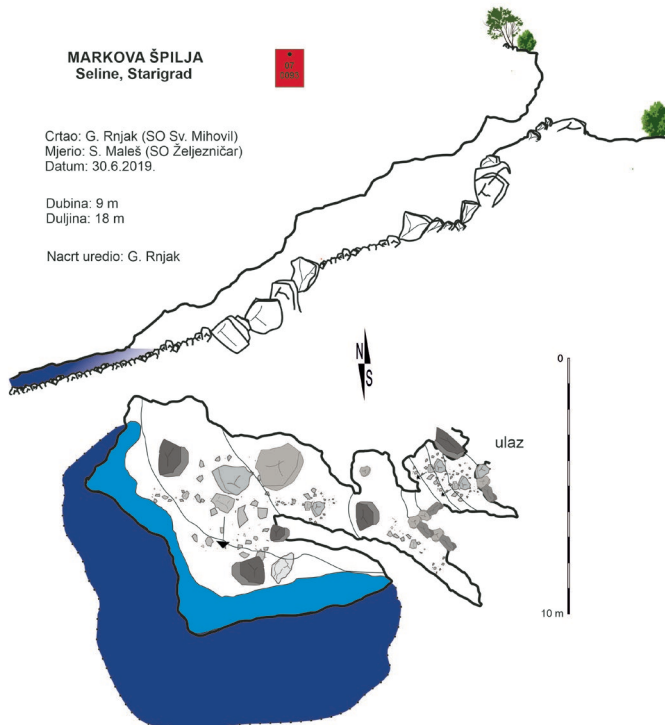 MARKOVA ŠPILJA
Seline, Starigrad
Crtao: G. Rnjak (SO Sv. Mihovil)
Mjerio: S. Maleš (SO Željezničar)
Datum: 30.6.2019.
Dubina: 9 m
Duljina: 18 m
Nacrt uredio: G. Rnjak
N
S
0
ulaz
10 m